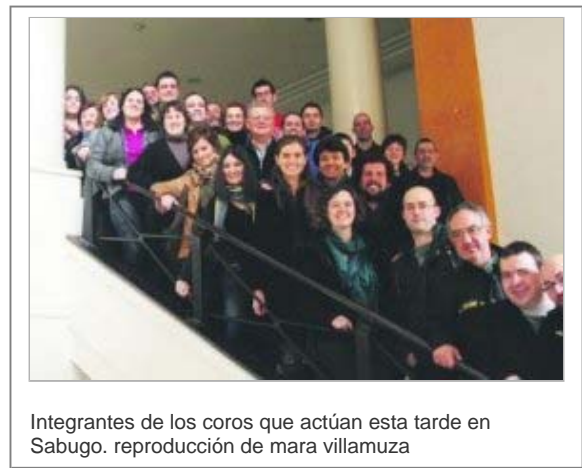 Integrantes de los coros que actúan esta tarde en
Sabugo. reproducción de mara villamuza